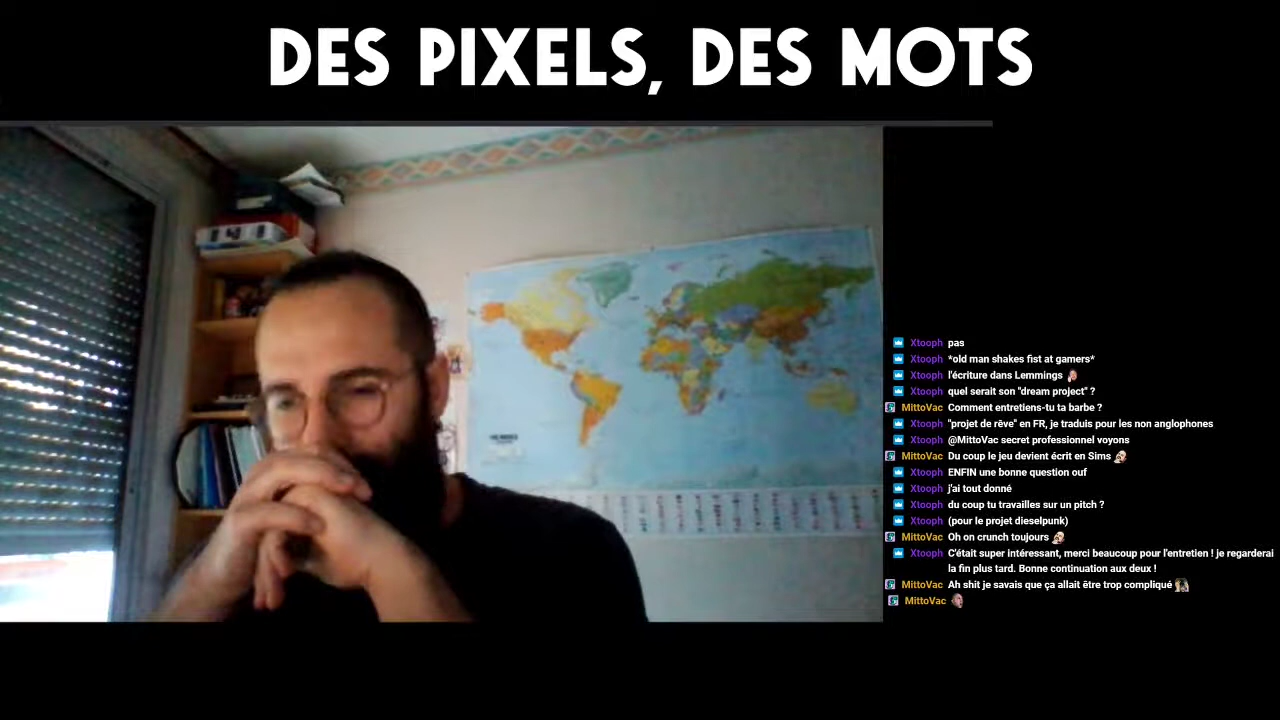 DES PIXELS, DES MOTS
Xtooph pas
Xtooph *old man shakes fist at gamers*
Xtooph l'écriture dans Lemmings
Xtooph quel serait son "dream project" ?
MittoVac Comment entretiens-tu ta barbe ?
Xtooph "projet de rêve" en FR, je traduis pour les non anglophones
Xtooph @MittoVac secret professionnel voyons
MittoVac Du coup le jeu devient écrit en Sims
Xtooph ENFIN une bonne question ouf
Xtooph j'ai tout donné
Xtooph du coup tu travailles sur un pitch ?
Xtooph (pour le projet dieselpunk)
MittoVac Oh on crunch toujours
Xtooph C'était super intéressant, merci beaucoup pour l'entretien ! je regarderai
la fin plus tard. Bonne continuation aux deux !
MittoVac Ah shit je savais que ça allait être trop compliqué
MittoVac